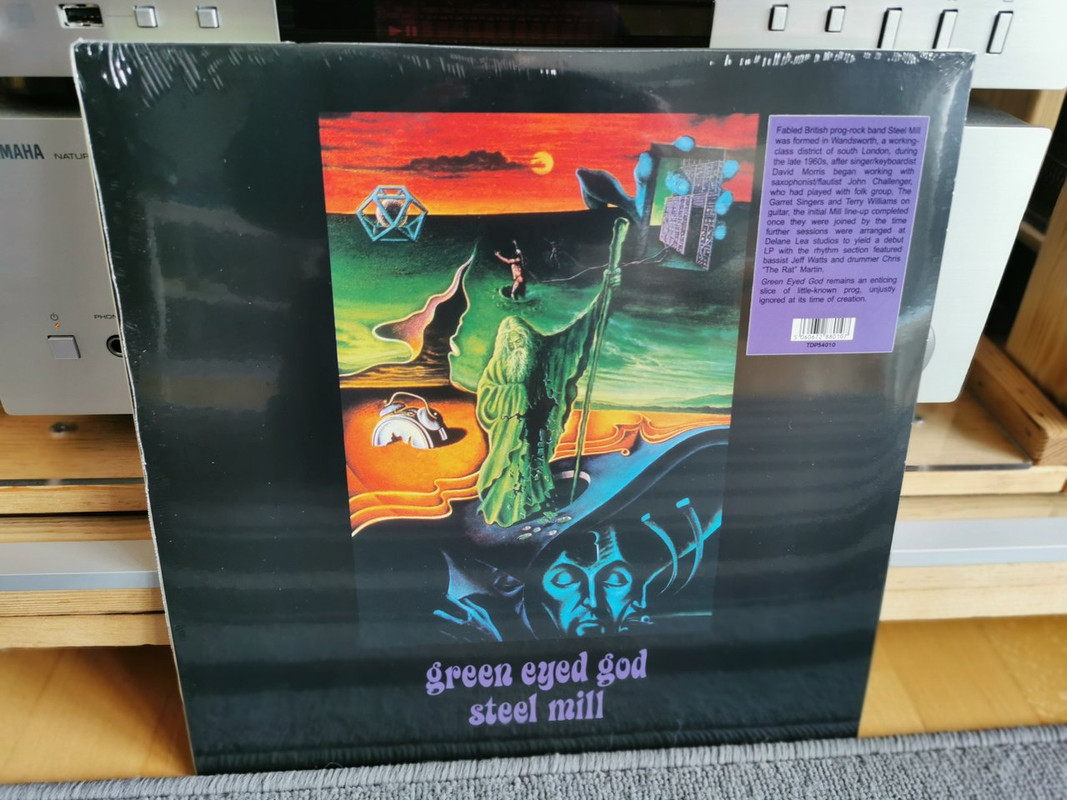 YAMAHA NATUR
PHON
Fabled British prog-rock band Steel Mill
was formed in Wandsworth, a working-
class district of south London, during
the late 1960s, after singer/keyboardist
David Morris began working with
saxophonist/flautist John Challenger,
who had played with folk group, The
Garret Singers and Terry Williams on
guitar, the initial Mill line-up completed
once they were joined by the time
further sessions were arranged at
Delane Lea studios to yield a debut
LP with the rhythm section featured
bassist Jeff Watts and drummer Chris
"The Rat" Martin.
Green Eyed God remains an enticing
slice of little-known prog, unjustly
ignored at its time of creation.
TDP54010
green eyed god
steel mill